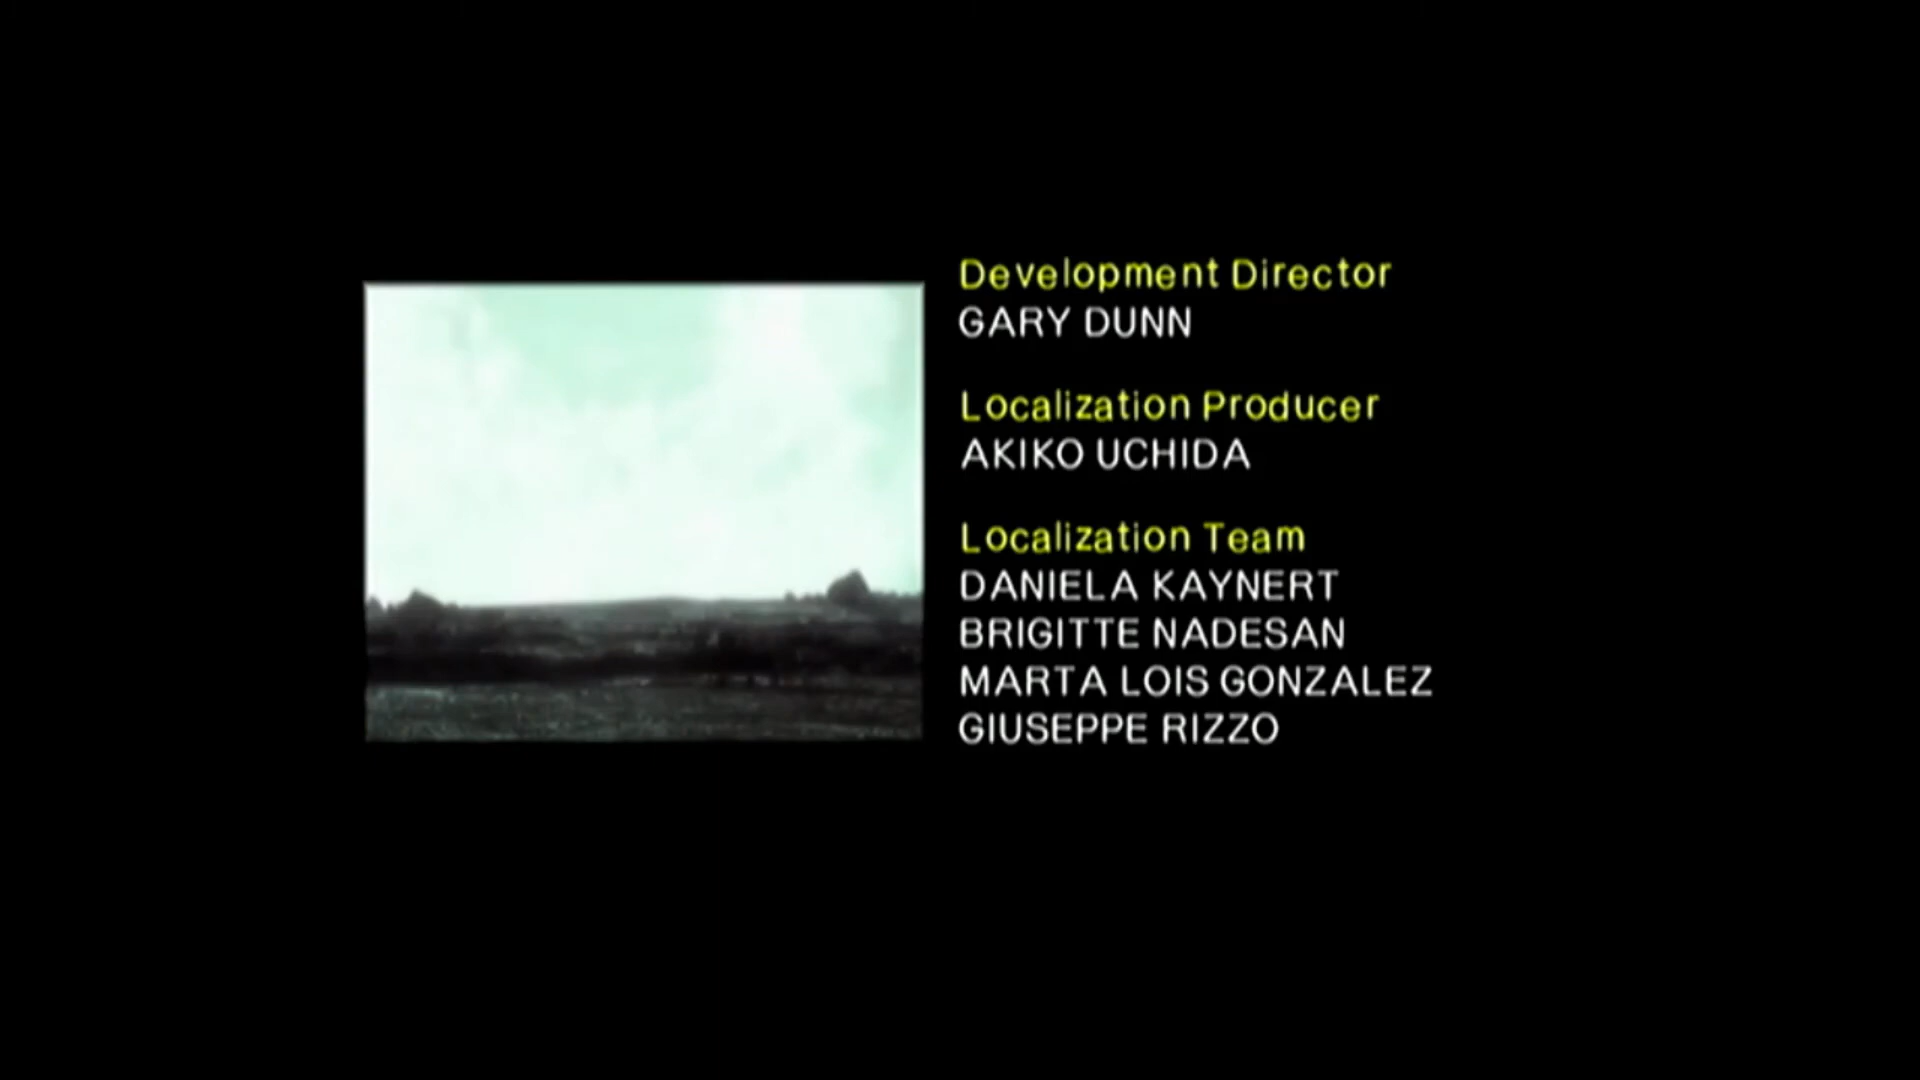 Development Director
GARY DUNN
Localization Producer
AKIKO UCHIDA
Localization Team
DANIELA KAYNERT
BRIGITTE NADESAN
MARTA LOIS GONZALEZ
GIUSEPPE RIZZO